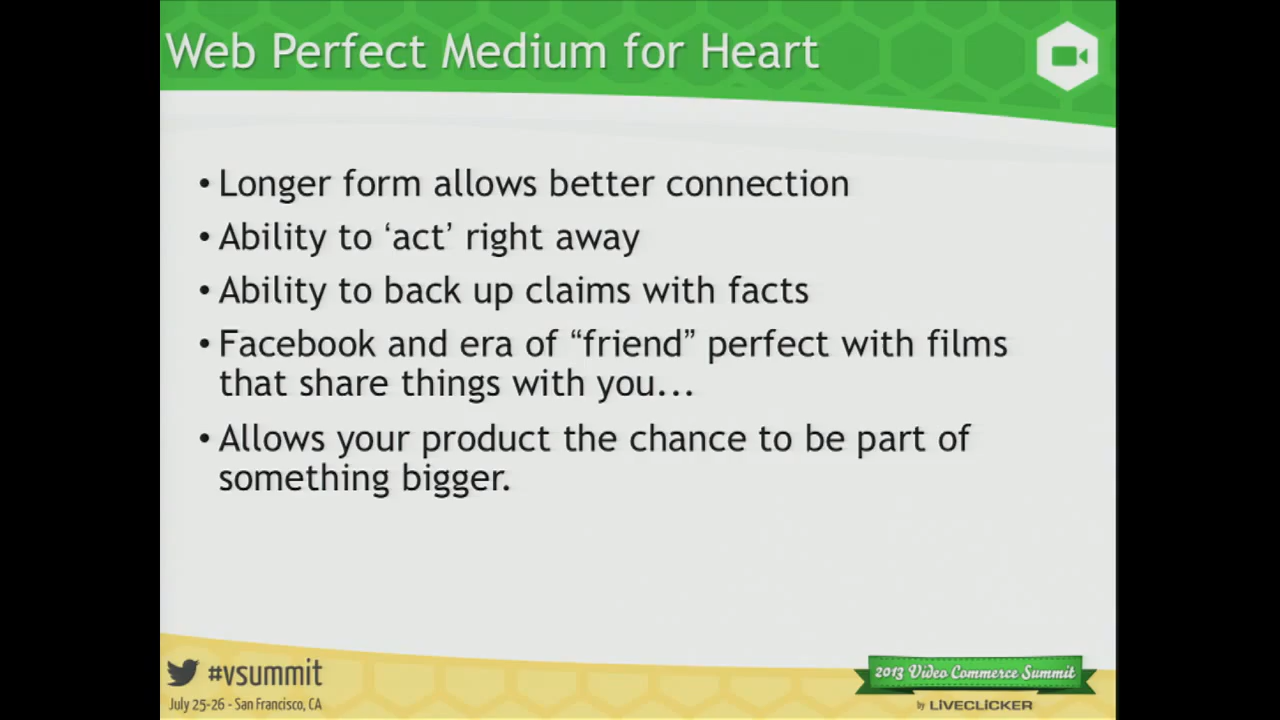 Web Perfect Medium for Heart
• Longer form allows better connection
• Ability to ‘act’ right away
• Ability to back up claims with facts
• Facebook and era of “friend” perfect with films
that share things with you...
• Allows your product the chance to be part of
something bigger.
#vsummit
July 25-26 - San Francisco, CA
2013 Video Commerce Summit
by LIVECLICKER